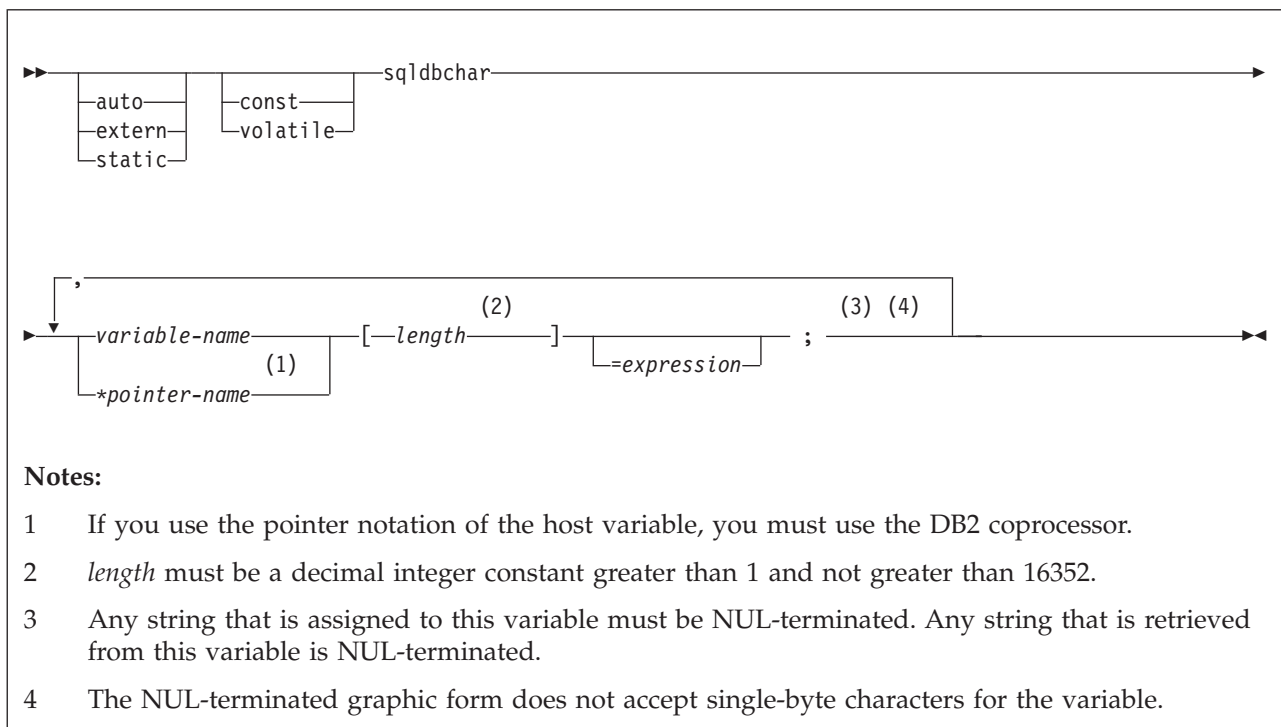 sqldbchar
auto const
extern volatile
static
,
(2) (3) (4)
variable-name [ length ] ;
(1) =expression
*pointer-name
Notes:
1 If you use the pointer notation of the host variable, you must use the DB2 coprocessor.
2 length must be a decimal integer constant greater than 1 and not greater than 16352.
3 Any string that is assigned to this variable must be NUL-terminated. Any string that is retrieved
from this variable is NUL-terminated.
4 The NUL-terminated graphic form does not accept single-byte characters for the variable.